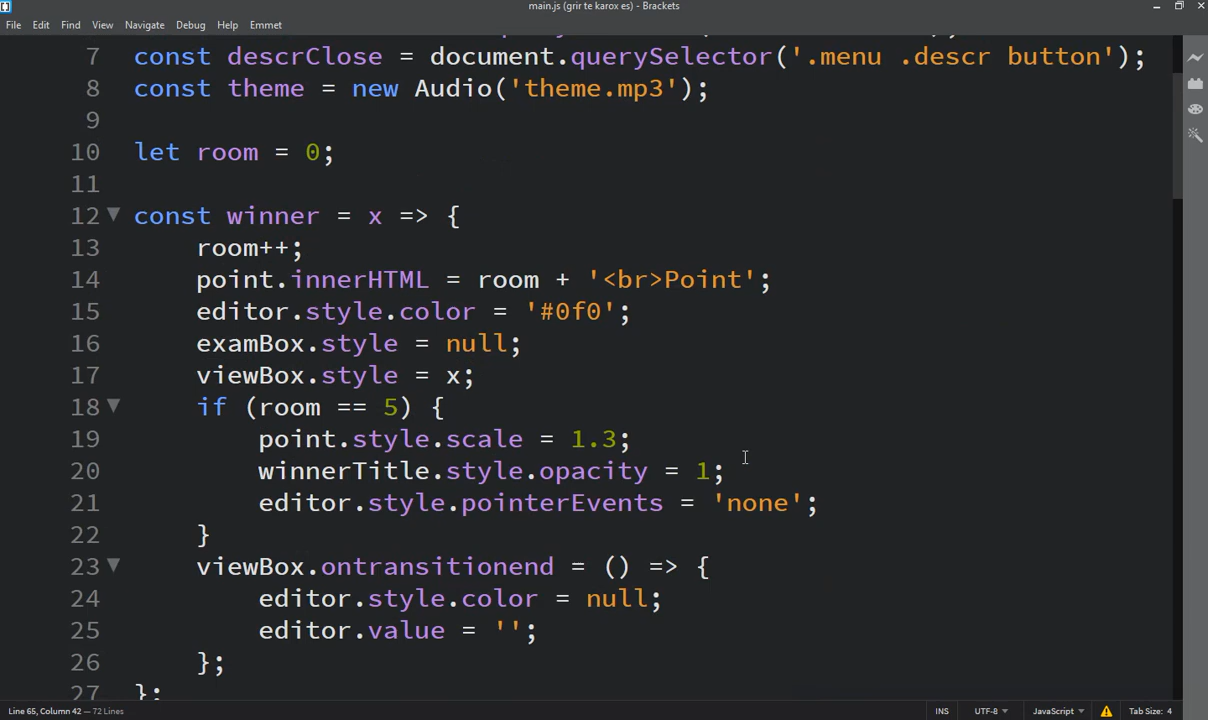 main.js (grir te karox es) - Brackets
File Edit Find View Navigate Debug Room Help Emmet
7 const descrClose = document.querySelector('.menu .descr button');
8 const theme = new Audio('theme.mp3');
9
10 let room = 0;
11
12 const winner = x => {
13 room++;
14 point.innerHTML = room + '<br>Point';
15 editor.style.color = '#0f0';
16 examBox.style = null;
17 viewBox.style = x;
18 if (room == 5) {
19 point.style.scale = 1.3;
20 winnerTitle.style.opacity = 1;
21 editor.style.pointerEvents = 'none';
22 }
23 viewBox.ontransitionend = () => {
24 editor.style.color = null;
25 editor.value = '';
26 };
27 };
Line 65, Column 42 — 72 Lines INS UTF-8 JavaScript Tab Size: 4